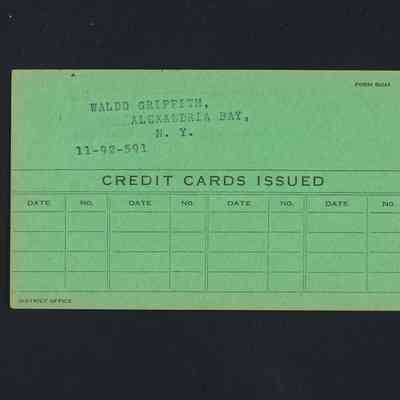 WALDO GRIFFITH,
ALEXANDRIA BAY,
N. Y.
11-92-591
CREDIT CARDS ISSUED
DATE NO. DATE NO. DATE NO. DATE NO.
DISTRICT OFFICE